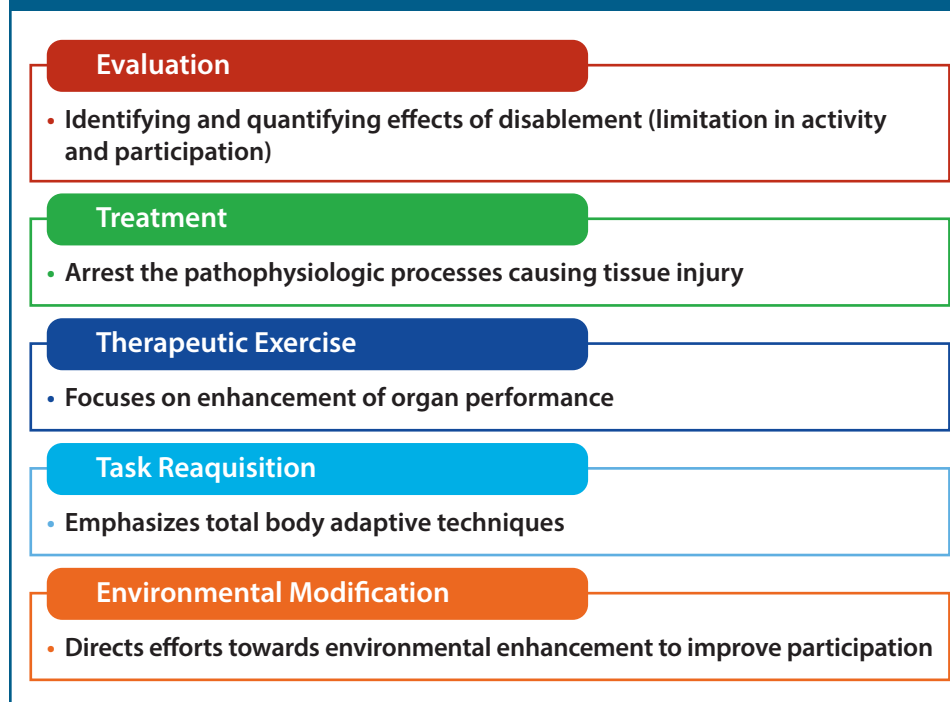 Evaluation
• Identifying and quantifying effects of disablement (limitation in activity
and participation)
Treatment
• Arrest the pathophysiologic processes causing tissue injury
Therapeutic Exercise
• Focuses on enhancement of organ performance
Task Reaquisition
• Emphasizes total body adaptive techniques
Environmental Modification
• Directs efforts towards environmental enhancement to improve participation